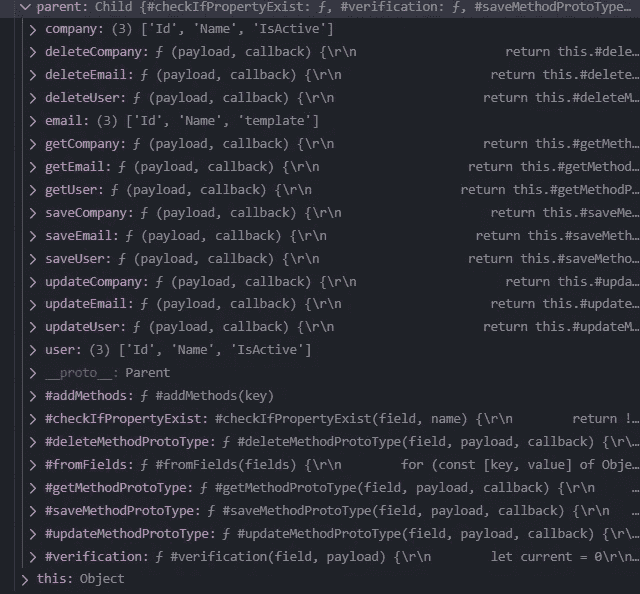 parent: Child {#checkIfPropertyExist: ƒ, #verification: ƒ, #saveMethodProtoType…
company: (3) ['Id', 'Name', 'IsActive']
deleteCompany: ƒ (payload, callback) {\r\n return this.#dele…
deleteEmail: ƒ (payload, callback) {\r\n return this.#delete…
deleteUser: ƒ (payload, callback) {\r\n return this.#deleteM…
email: (3) ['Id', 'Name', 'template']
getCompany: ƒ (payload, callback) {\r\n return this.#getMeth…
getEmail: ƒ (payload, callback) {\r\n return this.#getMethod…
getUser: ƒ (payload, callback) {\r\n return this.#getMethodP…
saveCompany: ƒ (payload, callback) {\r\n return this.#saveMe…
saveEmail: ƒ (payload, callback) {\r\n return this.#saveMeth…
saveUser: ƒ (payload, callback) {\r\n return this.#saveMetho…
updateCompany: ƒ (payload, callback) {\r\n return this.#upda…
updateEmail: ƒ (payload, callback) {\r\n return this.#update…
updateUser: ƒ (payload, callback) {\r\n return this.#updateM…
user: (3) ['Id', 'Name', 'IsActive']
__proto__: Parent
#addMethods: ƒ #addMethods(key)
#checkIfPropertyExist: #checkIfPropertyExist(field, name) {\r\n return !…
#deleteMethodProtoType: ƒ #deleteMethodProtoType(field, payload, callback) {\r…
#fromFields: ƒ #fromFields(fields) {\r\n for (const [key, value] of Obje…
#getMethodProtoType: ƒ #getMethodProtoType(field, payload, callback) {\r\n …
#saveMethodProtoType: ƒ #saveMethodProtoType(field, payload, callback) {\r\n …
#updateMethodProtoType: ƒ #updateMethodProtoType(field, payload, callback) {\r…
#verification: ƒ #verification(field, payload) {\r\n let current = 0\r\n…
this: Object